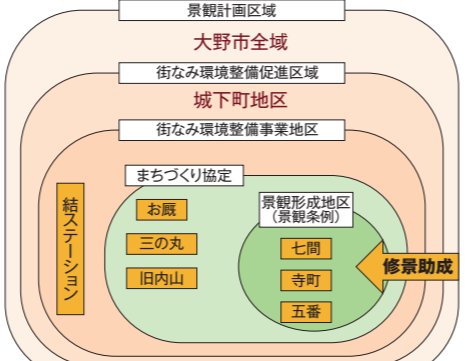 景観計画区域
大野市全域
街なみ環境整備促進区域
城下町地区
街なみ環境整備事業地区
まちづくり協定
結ステーション
お厩
三の丸
旧内山
景観形成地区
(景観条例)
七間
寺町
五番
修景助成